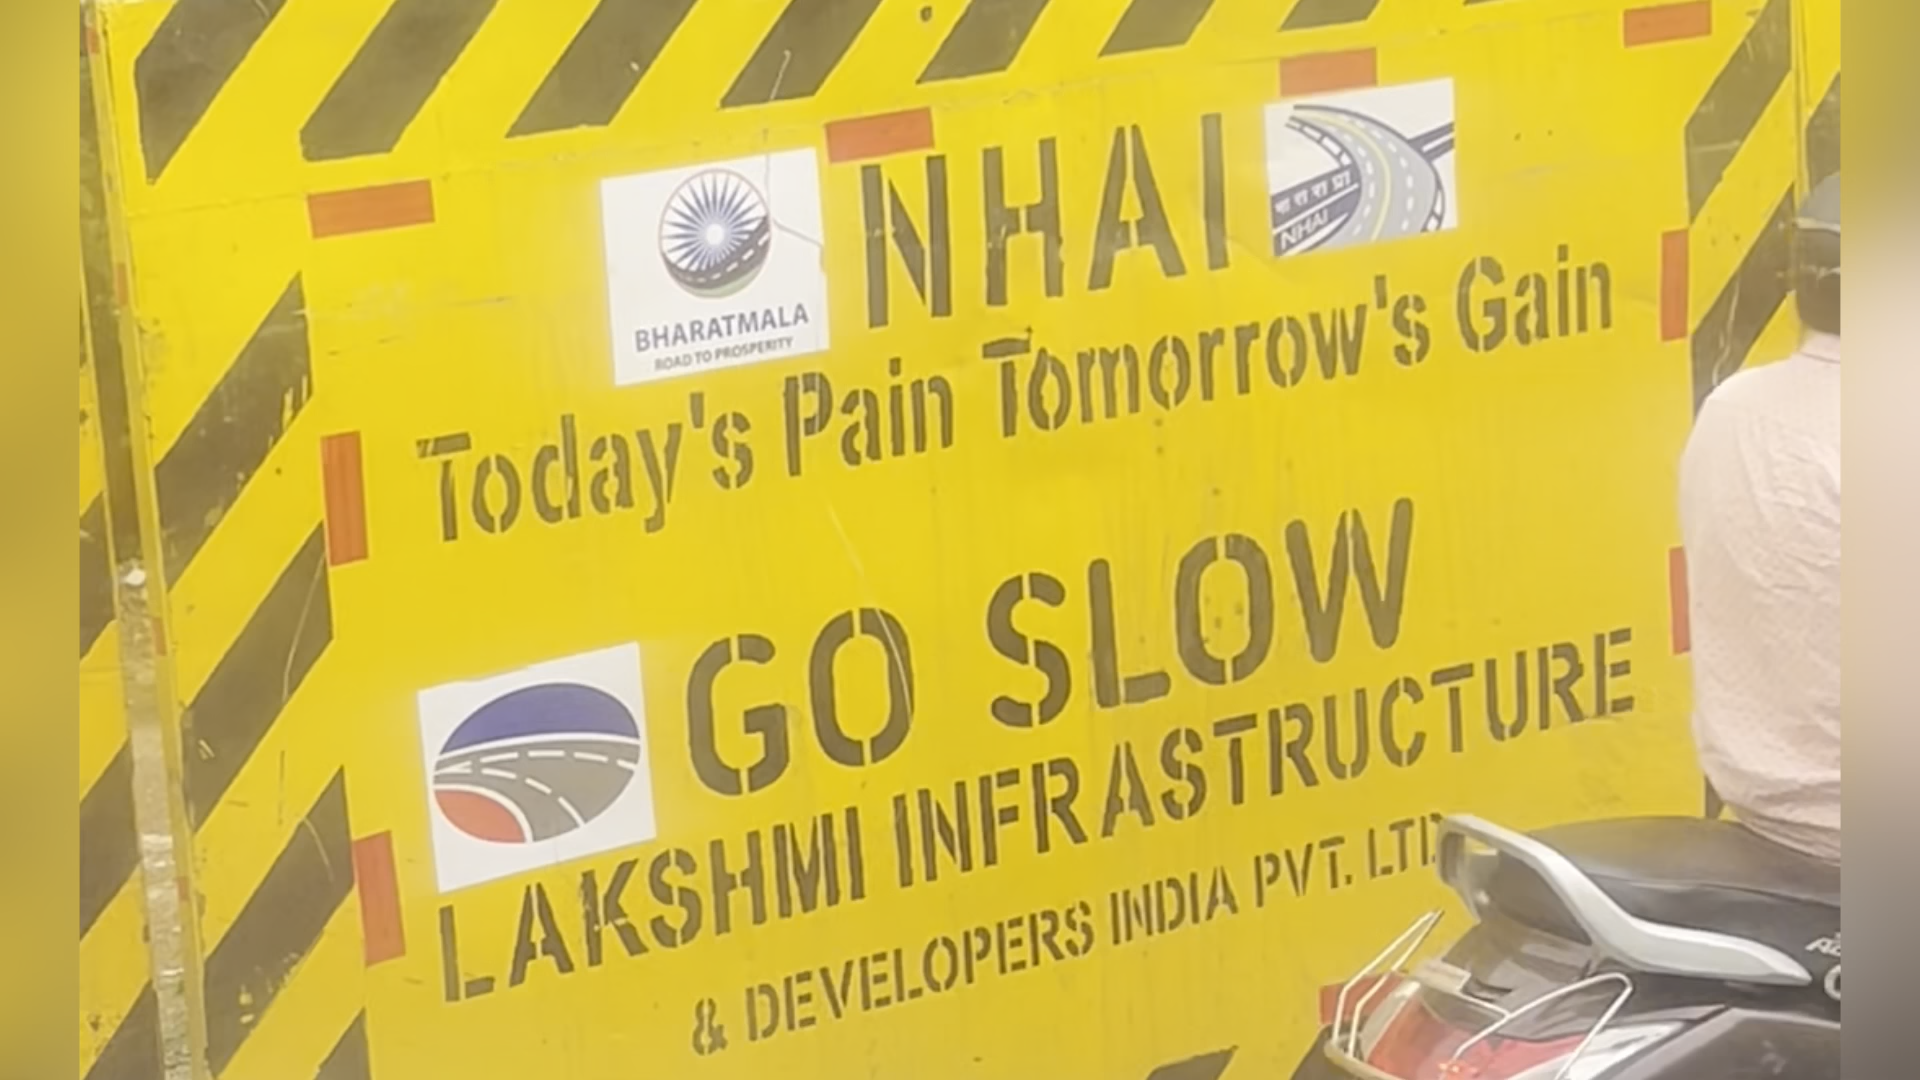 NHAI
भा रा रा प्रा
NHAI
BHARATMALA
ROAD TO PROSPERITY
Today's Pain Tomorrow's Gain
GO SLOW
LAKSHMI INFRASTRUCTURE
& DEVELOPERS INDIA PVT. LTD